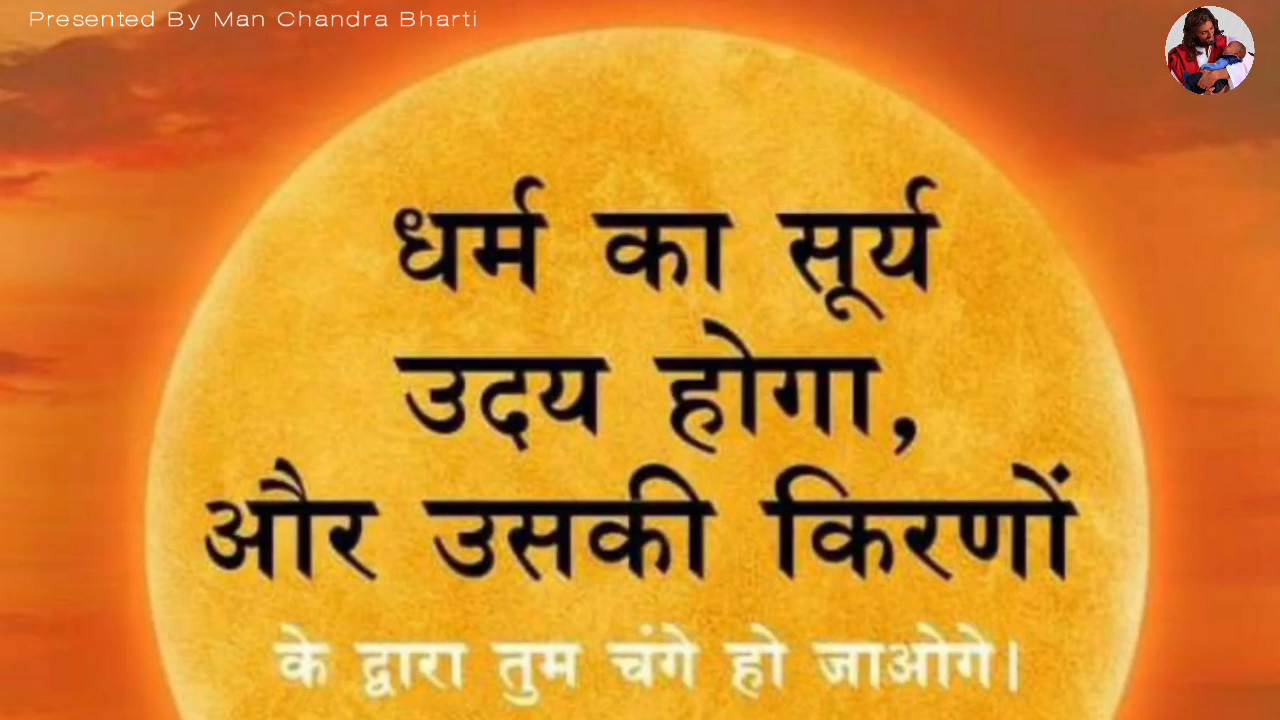 Presented By Man Chandra Bharti
धर्म का सूर्य
उदय होगा,
और उसकी किरणों
के द्वारा तुम चंगे हो जाओगे।